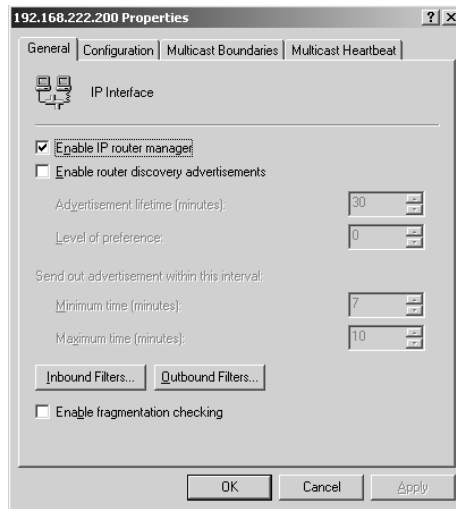 192.168.222.200 Properties
General Configuration Multicast Boundaries Multicast Heartbeat
IP Interface
Enable IP router manager
Enable router discovery advertisements
Advertisement lifetime (minutes): 30
Level of preference: 0
Send out advertisement within this interval:
Minimum time (minutes): 7
Maximum time (minutes): 10
Inbound Filters... Outbound Filters...
Enable fragmentation checking
OK Cancel Apply